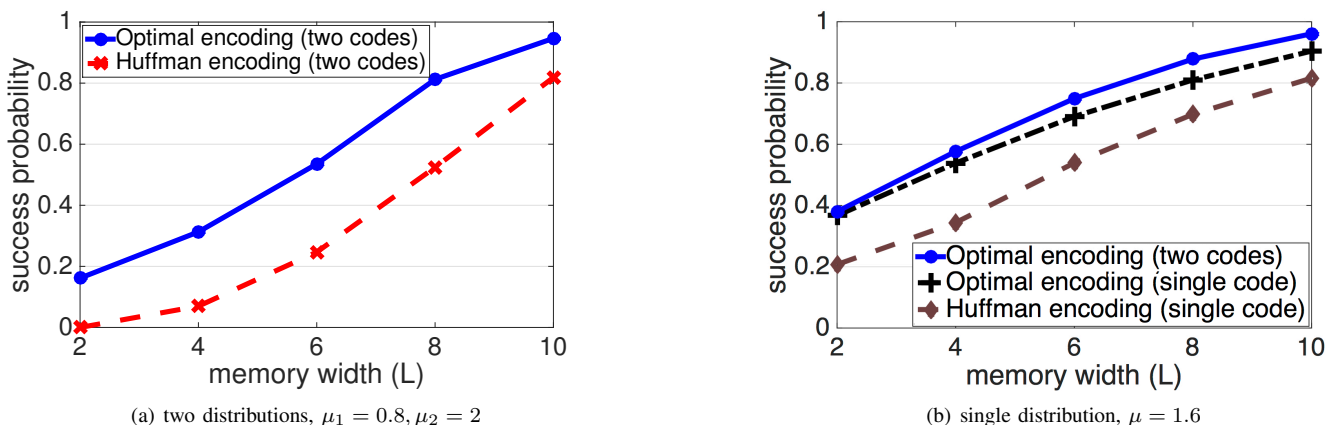 success probability
1
0.8
0.6
0.4
0.2
0
Optimal encoding (two codes)
Huffman encoding (two codes)
2 4 6 8 10
memory width (L)
(a) two distributions, μ₁ = 0.8, μ₂ = 2
success probability
1
0.8
0.6
0.4
0.2
0
Optimal encoding (two codes)
Optimal encoding (single code)
Huffman encoding (single code)
2 4 6 8 10
memory width (L)
(b) single distribution, μ = 1.6